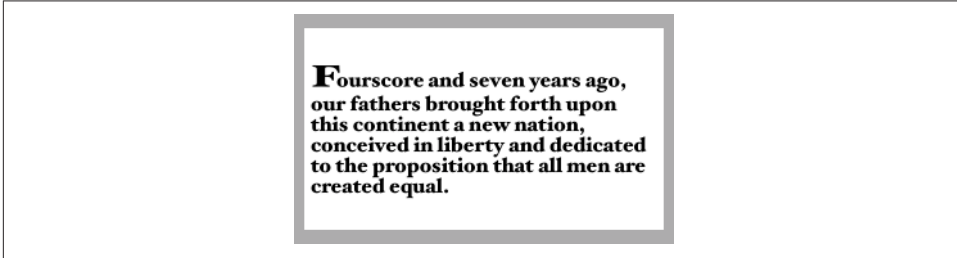 Fourscore and seven years ago,
our fathers brought forth upon
this continent a new nation,
conceived in liberty and dedicated
to the proposition that all men are
created equal.